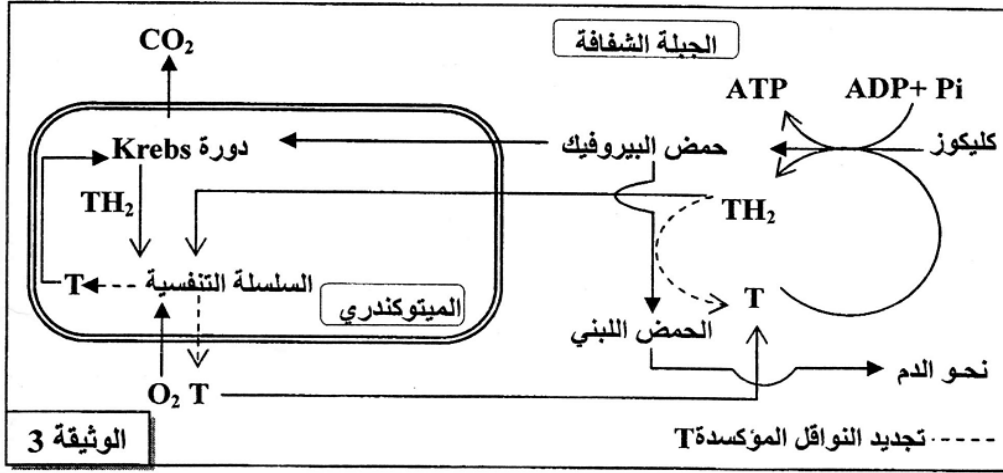 الجبلة الشفافة
CO₂
ATP
ADP+ Pi
كليكوز
حمض البيروفيك
دورة Krebs
TH₂
TH₂
السلسلة التنفسية
T
T
الميتوكندري
الحمض اللبني
نحو الدم
O₂ T
تجديد النواقل المؤكسدة T
الوثيقة 3